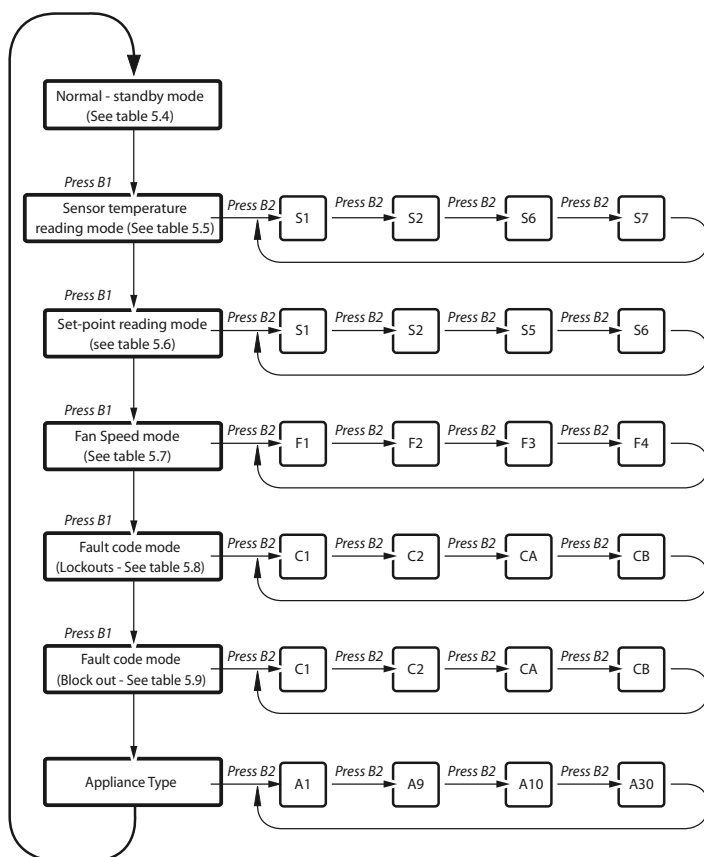 Normal - standby mode
(See table 5.4)
Press B1
Sensor temperature
reading mode (See table 5.5)
Press B2
S1
Press B2
S2
Press B2
S6
Press B2
S7
Press B1
Set-point reading mode
(see table 5.6)
Press B2
S1
Press B2
S2
Press B2
S5
Press B2
S6
Press B1
Fan Speed mode
(See table 5.7)
Press B2
F1
Press B2
F2
Press B2
F3
Press B2
F4
Press B1
Fault code mode
(Lockouts - See table 5.8)
Press B2
C1
Press B2
C2
Press B2
CA
Press B2
CB
Press B1
Fault code mode
(Block out - See table 5.9)
Press B2
C1
Press B2
C2
Press B2
CA
Press B2
CB
Appliance Type
Press B2
A1
Press B2
A9
Press B2
A10
Press B2
A30